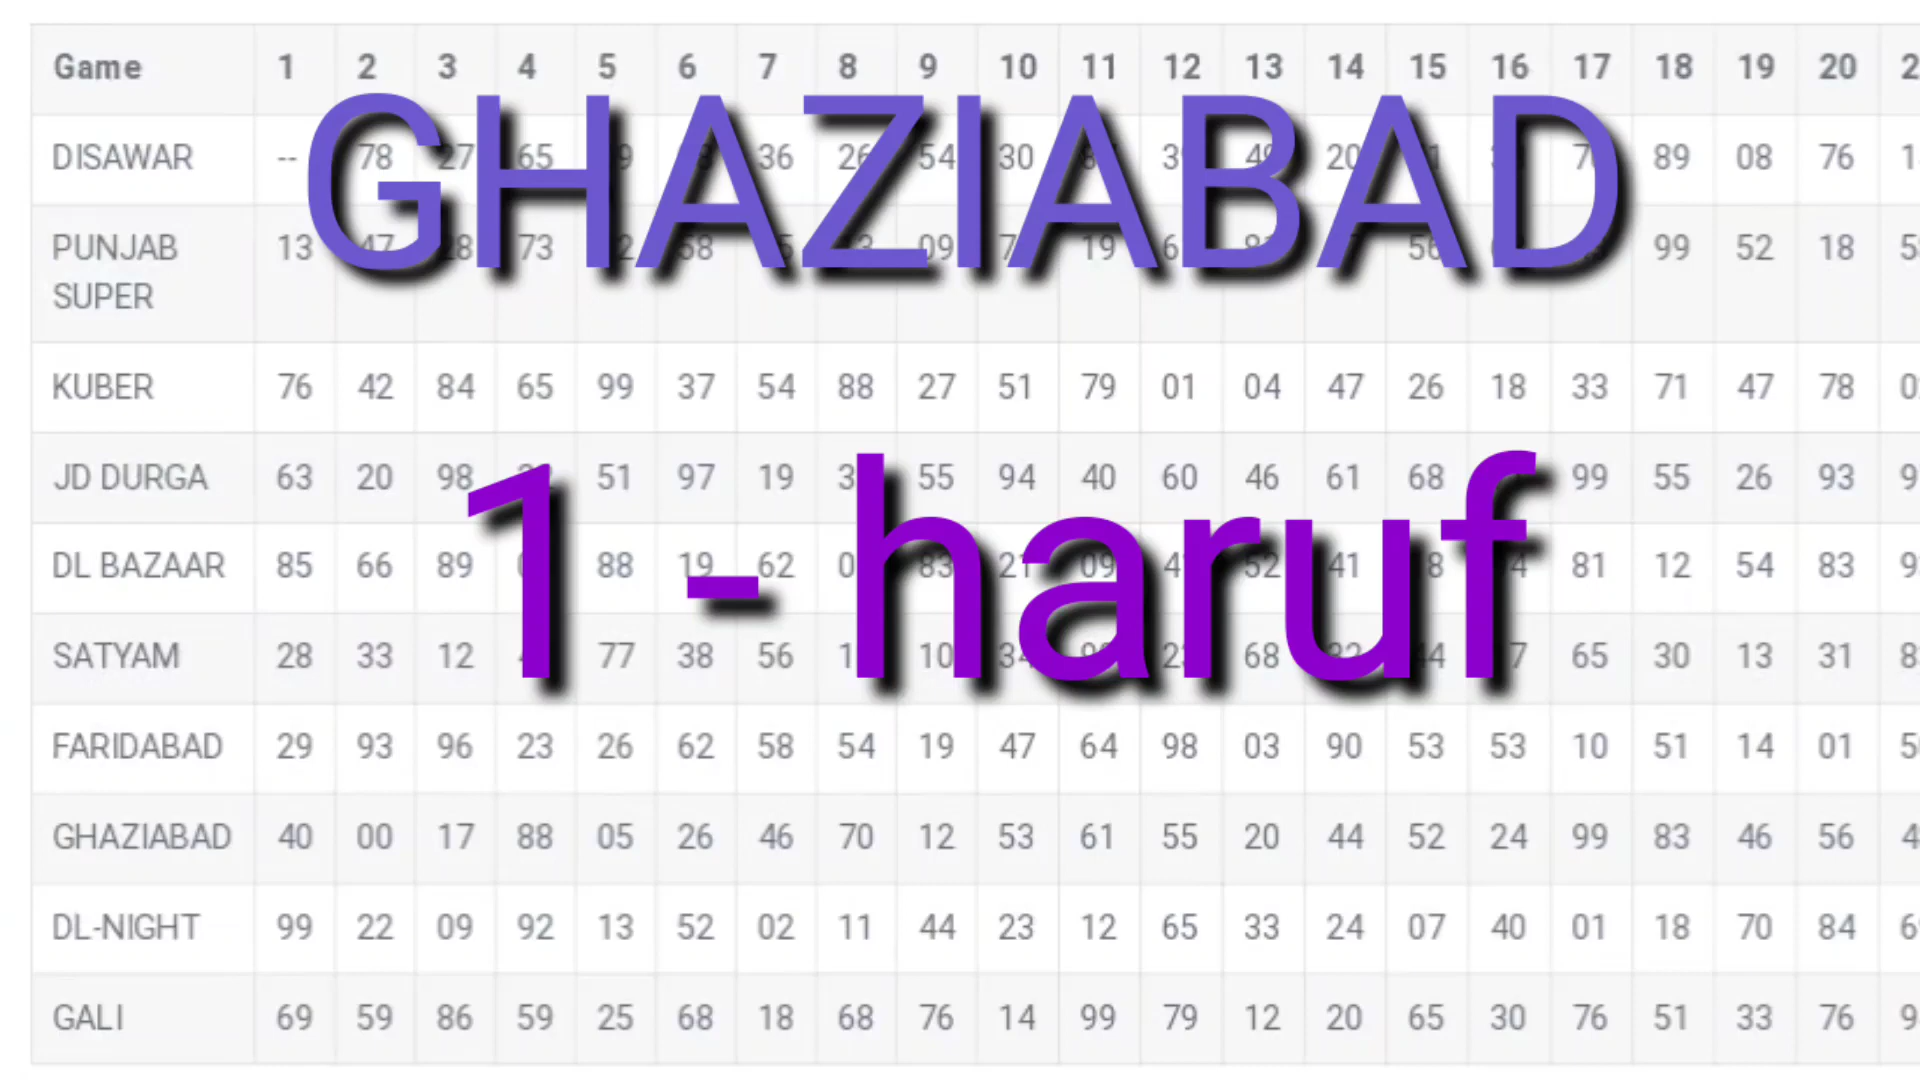 Game 1 2 3 4 5 6 7 8 9 10 11 12 13 14 15 16 17 18 19 20
GHAZIABAD
DISAWAR -- 78 27 65 36 26 54 30 20 89 08 76
PUNJAB 13 47 73 09 19 99 52 18
SUPER
KUBER 76 42 84 65 99 37 54 88 27 51 79 01 04 47 26 18 33 71 47 78
JD DURGA 63 20 98 51 97 19 55 94 40 60 46 61 68 99 55 26 93
1 - haruf
DL BAZAAR 85 66 89 88 19 62 83 21 09 52 41 81 12 54 83
SATYAM 28 33 12 77 38 56 10 68 65 30 13 31
FARIDABAD 29 93 96 23 26 62 58 54 19 47 64 98 03 90 53 53 10 51 14 01
GHAZIABAD 40 00 17 88 05 26 46 70 12 53 61 55 20 44 52 24 99 83 46 56
DL-NIGHT 99 22 09 92 13 52 02 11 44 23 12 65 33 24 07 40 01 18 70 84
GALI 69 59 86 59 25 68 18 68 76 14 99 79 12 20 65 30 76 51 33 76